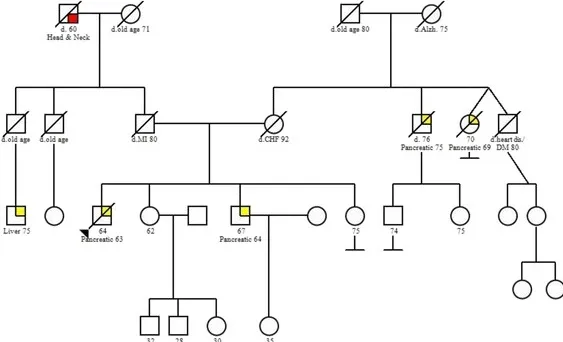 d. 60
Head & Neck
d.old age 71
d.old age 80
d.Alzh. 75
d.old age
d.old age
d.MI 80
d.CHF 92
d. 76
Pancreatic 75
70
Pancreatic 69
d.heart dis/
DM 80
Liver 75
64
Pancreatic 63
62
67
Pancreatic 64
75
74
75
32
28
30
35